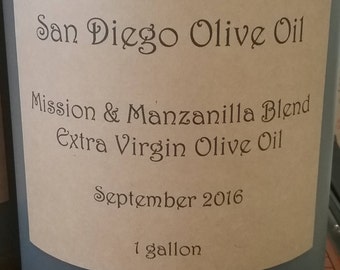 San Diego Olive Oil
Mission & Manzanilla Blend
Extra Virgin Olive Oil
September 2016
1 gallon